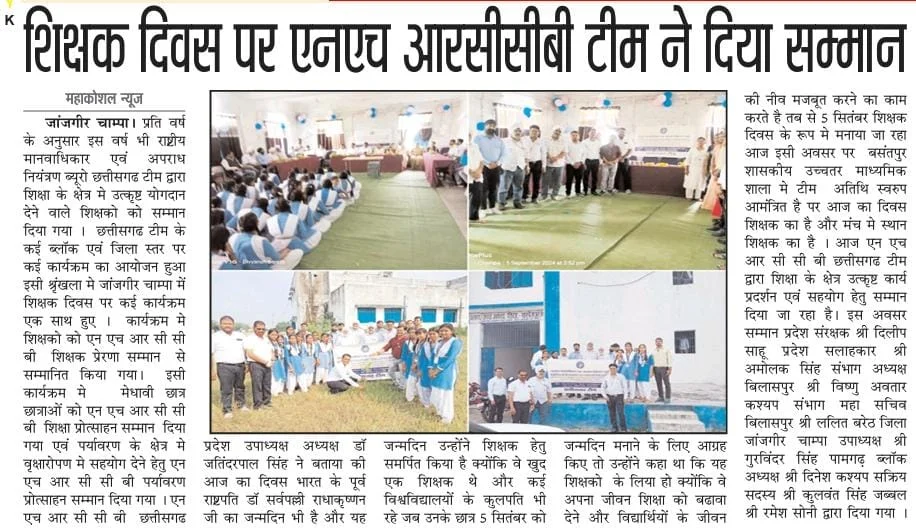 Y
K
शिक्षक दिवस पर एनएच आरसीसीबी टीम ने दिया सम्मान
महाकोशल न्यूज
जांजगीर चाम्पा। प्रति वर्ष
के अनुसार इस वर्ष भी राष्ट्रीय
मानवाधिकार एवं अपराध
नियंत्रण ब्यूरो छत्तीसगढ टीम द्वारा
शिक्षा के क्षेत्र मे उत्कृष्ट योगदान
देने वाले शिक्षको को सम्मान
दिया गया । छत्तीसगढ टीम के
कई ब्लॉक एवं जिला स्तर पर
कई कार्यक्रम का आयोजन हुआ
इसी श्रृंखला मे जांजगीर चाम्पा में
शिक्षक दिवस पर कई कार्यक्रम
एक साथ हुए । कार्यक्रम मे
शिक्षको को एन एच आर सी सी
बी शिक्षक प्रेरणा सम्मान से
सम्मानित किया गया। इसी
कार्यक्रम मे मेधावी छात्र
छात्राओं को एन एच आर सी सी
बी शिक्षा प्रोत्साहन सम्मान दिया
गया एवं पर्यावरण के क्षेत्र मे
वृक्षारोपण मे सहयोग देने हेतु एन
एच आर सी सी बी पर्यावरण
प्रोत्साहन सम्मान दिया गया । एन
एच आर सी सी बी छत्तीसगढ
प्रदेश उपाध्यक्ष अध्यक्ष डॉ
जतिंदरपाल सिंह ने बताया की
आज का दिवस भारत के पूर्व
राष्ट्रपति डॉ सर्वपल्ली राधाकृष्णन
जी का जन्मदिन भी है और यह
जन्मदिन उन्होंने शिक्षक हेतु
समर्पित किया है क्योंकि वे खुद
एक शिक्षक थे और कई
विश्वविद्यालयों के कुलपति भी
रहे जब उनके छात्र 5 सितंबर को
जन्मदिन मनाने के लिए आग्रह
किए तो उन्होंने कहा था कि यह
शिक्षको के लिया हो क्योंकि वे
अपना जीवन शिक्षा को बढावा
देने और विद्यार्थियों के जीवन
की नीव मजबूत करने का काम
करते है तब से 5 सितंबर शिक्षक
दिवस के रूप मे मनाया जा रहा
आज इसी अवसर पर बसंतपुर
शासकीय उच्चतर माध्यमिक
शाला मे टीम अतिथि स्वरुप
आमंत्रित है पर आज का दिवस
शिक्षक का है और मंच मे स्थान
शिक्षक का है । आज एन एच
आर सी सी बी छत्तीसगढ टीम
द्वारा शिक्षा के क्षेत्र उत्कृष्ट कार्य
प्रदर्शन एवं सहयोग हेतु सम्मान
दिया जा रहा है। इस अवसर
सम्मान प्रदेश संरक्षक श्री दिलीप
साहू प्रदेश सलाहकार श्री
अमोलक सिंह संभाग अध्यक्ष
बिलासपुर श्री विष्णु अवतार
कश्यप संभाग महा सचिव
बिलासपुर श्री ललित बरेठ जिला
जांजगीर चाम्पा उपाध्यक्ष श्री
गुरविंदर सिंह पामगढ़ ब्लॉक
अध्यक्ष श्री दिनेश कश्यप सक्रिय
सदस्य श्री कुलवंत सिंह जब्बल
श्री रमेश सोनी द्वारा दिया गया ।